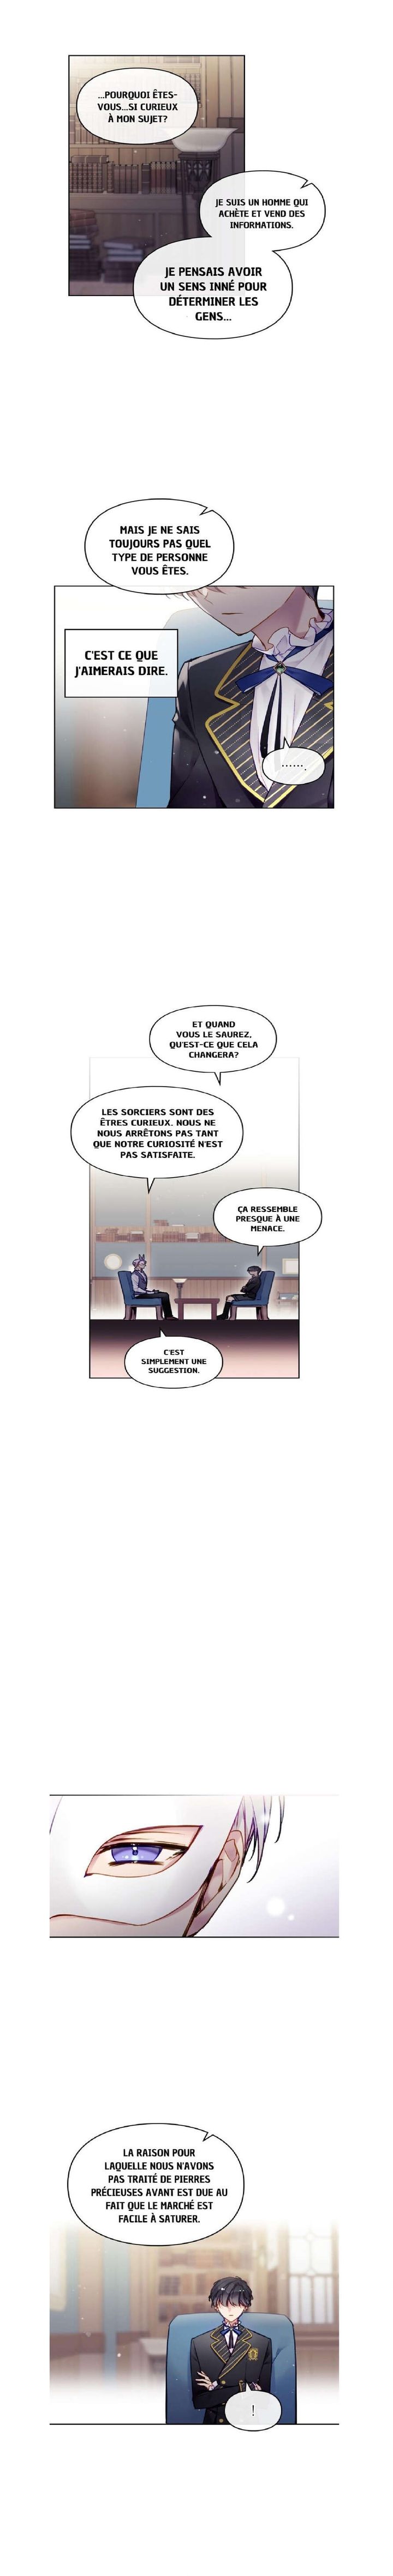 ...POURQUOI ÊTES-
VOUS...SI CURIEUX
À MON SUJET?
JE SUIS UN HOMME QUI
ACHÈTE ET VEND DES
INFORMATIONS.
JE PENSAIS AVOIR
UN SENS INNÉ POUR
DÉTERMINER LES
GENS...
MAIS JE NE SAIS
TOUJOURS PAS QUEL
TYPE DE PERSONNE
VOUS ÊTES.
C'EST CE QUE
J'AIMERAIS DIRE.
.......
ET QUAND
VOUS LE SAUREZ,
QU'EST-CE QUE CELA
CHANGERA?
LES SORCIERS SONT DES
ÊTRES CURIEUX. NOUS NE
NOUS ARRÊTONS PAS TANT
QUE NOTRE CURIOSITÉ N'EST
PAS SATISFAITE.
ÇA RESSEMBLE
PRESQUE À UNE
MENACE.
C'EST
SIMPLEMENT UNE
SUGGESTION.
LA RAISON POUR
LAQUELLE NOUS N'AVONS
PAS TRAITÉ DE PIERRES
PRÉCIEUSES AVANT EST DUE AU
FAIT QUE LE MARCHÉ EST
FACILE À SATURER.
!